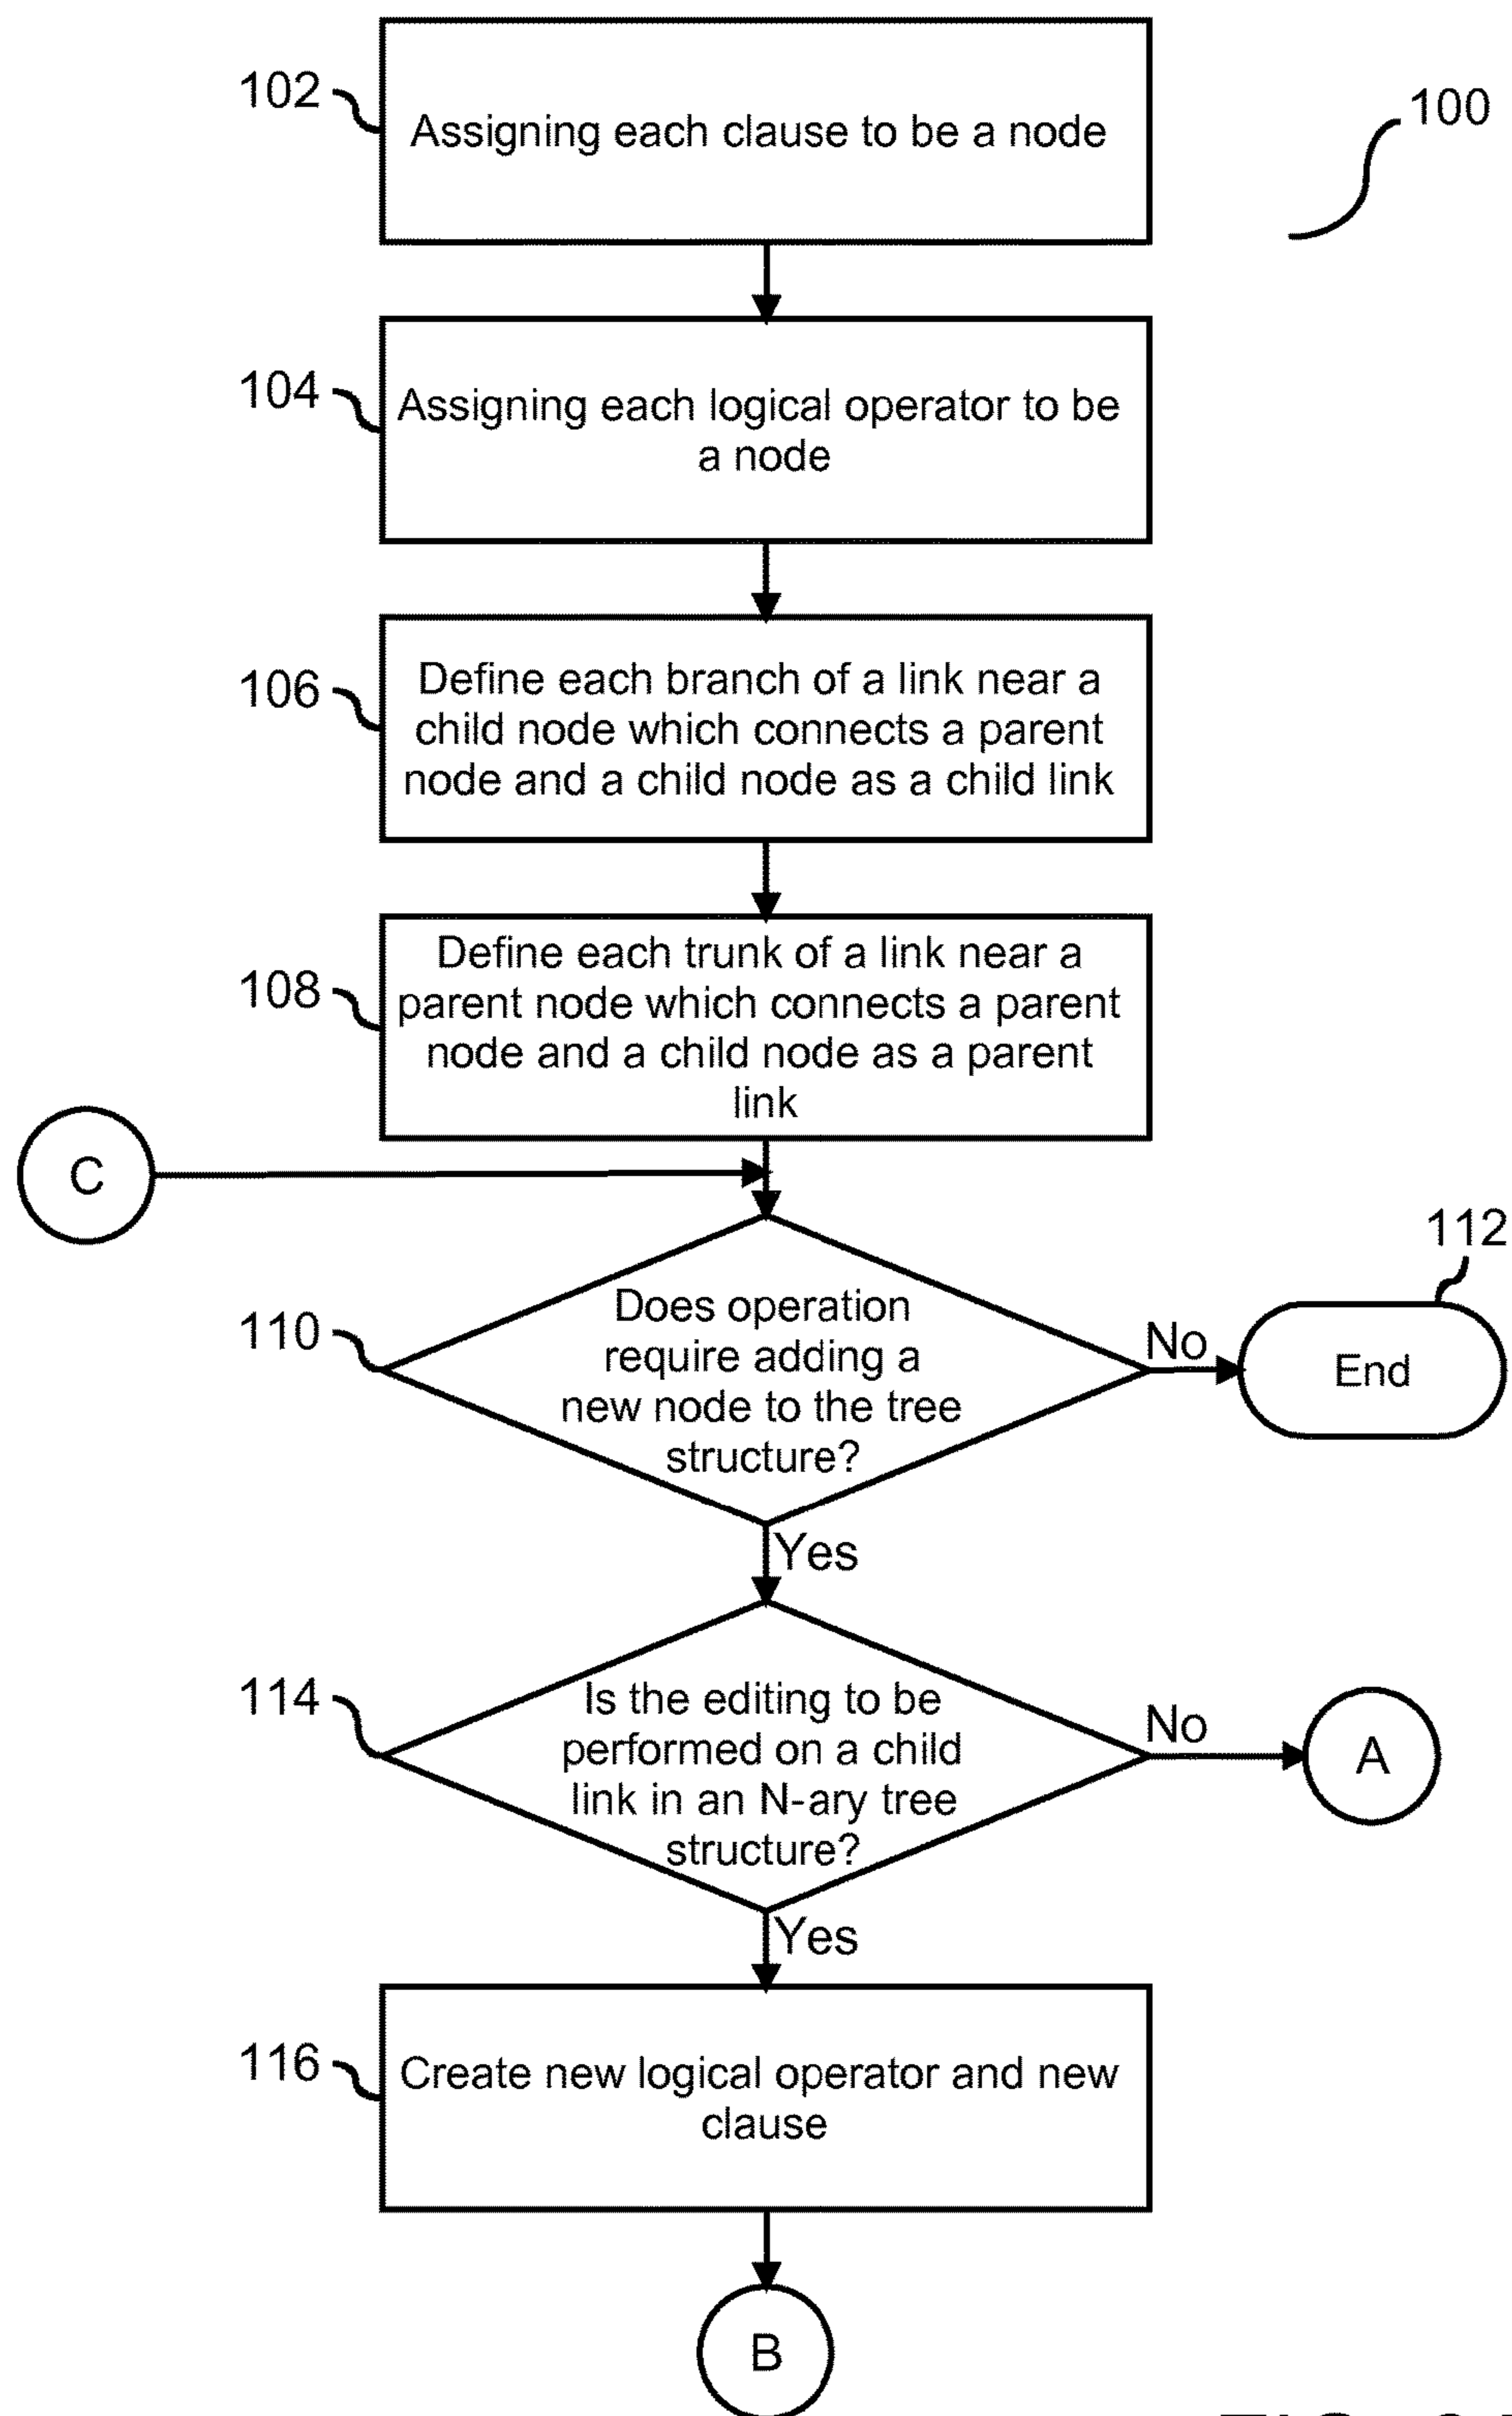 102
Assigning each clause to be a node
100
104
Assigning each logical operator to be
a node
106
Define each branch of a link near a
child node which connects a parent
node and a child node as a child link
108
Define each trunk of a link near a
parent node which connects a parent
node and a child node as a parent
link
C
112
110
Does operation
require adding a
new node to the tree
structure?
No
End
Yes
114
Is the editing to be
performed on a child
link in an N-ary tree
structure?
No
A
Yes
116
Create new logical operator and new
clause
B